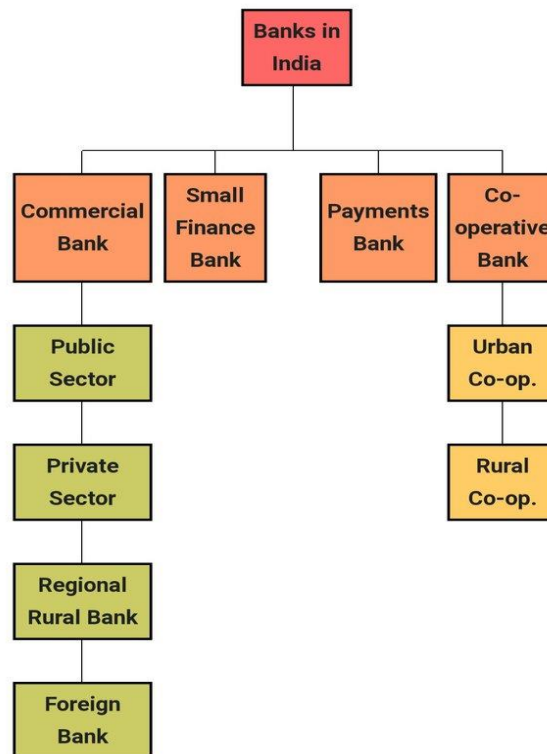 Banks in
India
Commercial
Bank
Small
Finance
Bank
Payments
Bank
Co-
operative
Bank
Public
Sector
Urban
Co-op.
Private
Sector
Rural
Co-op.
Regional
Rural Bank
Foreign
Bank